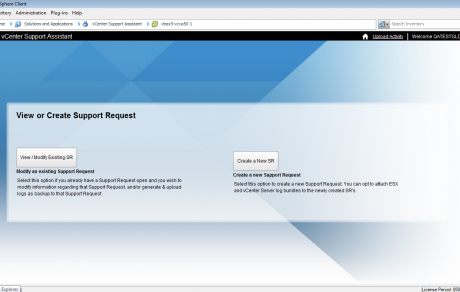 Sphere Client
ntory Administration Plug-ins Help
me Solutions and Applications vCenter Support Assistant
Search Inventory
vCenter Support Assistant
Upload Activity Welcome
View or Create Support Request
View / Modify Existing SR
Modify an existing Support Request
Select this option if you already have a Support Request open and you wish to
modify information regarding that Support Request, and/or generate & upload
logs as backup to that Support Request
Create a New SR
Create a new Support Request
Select this option to create a new Support Request. You can opt to attach ESX
and vCenter Server log bundles to the newly created SR's.
Explorer
License Period: